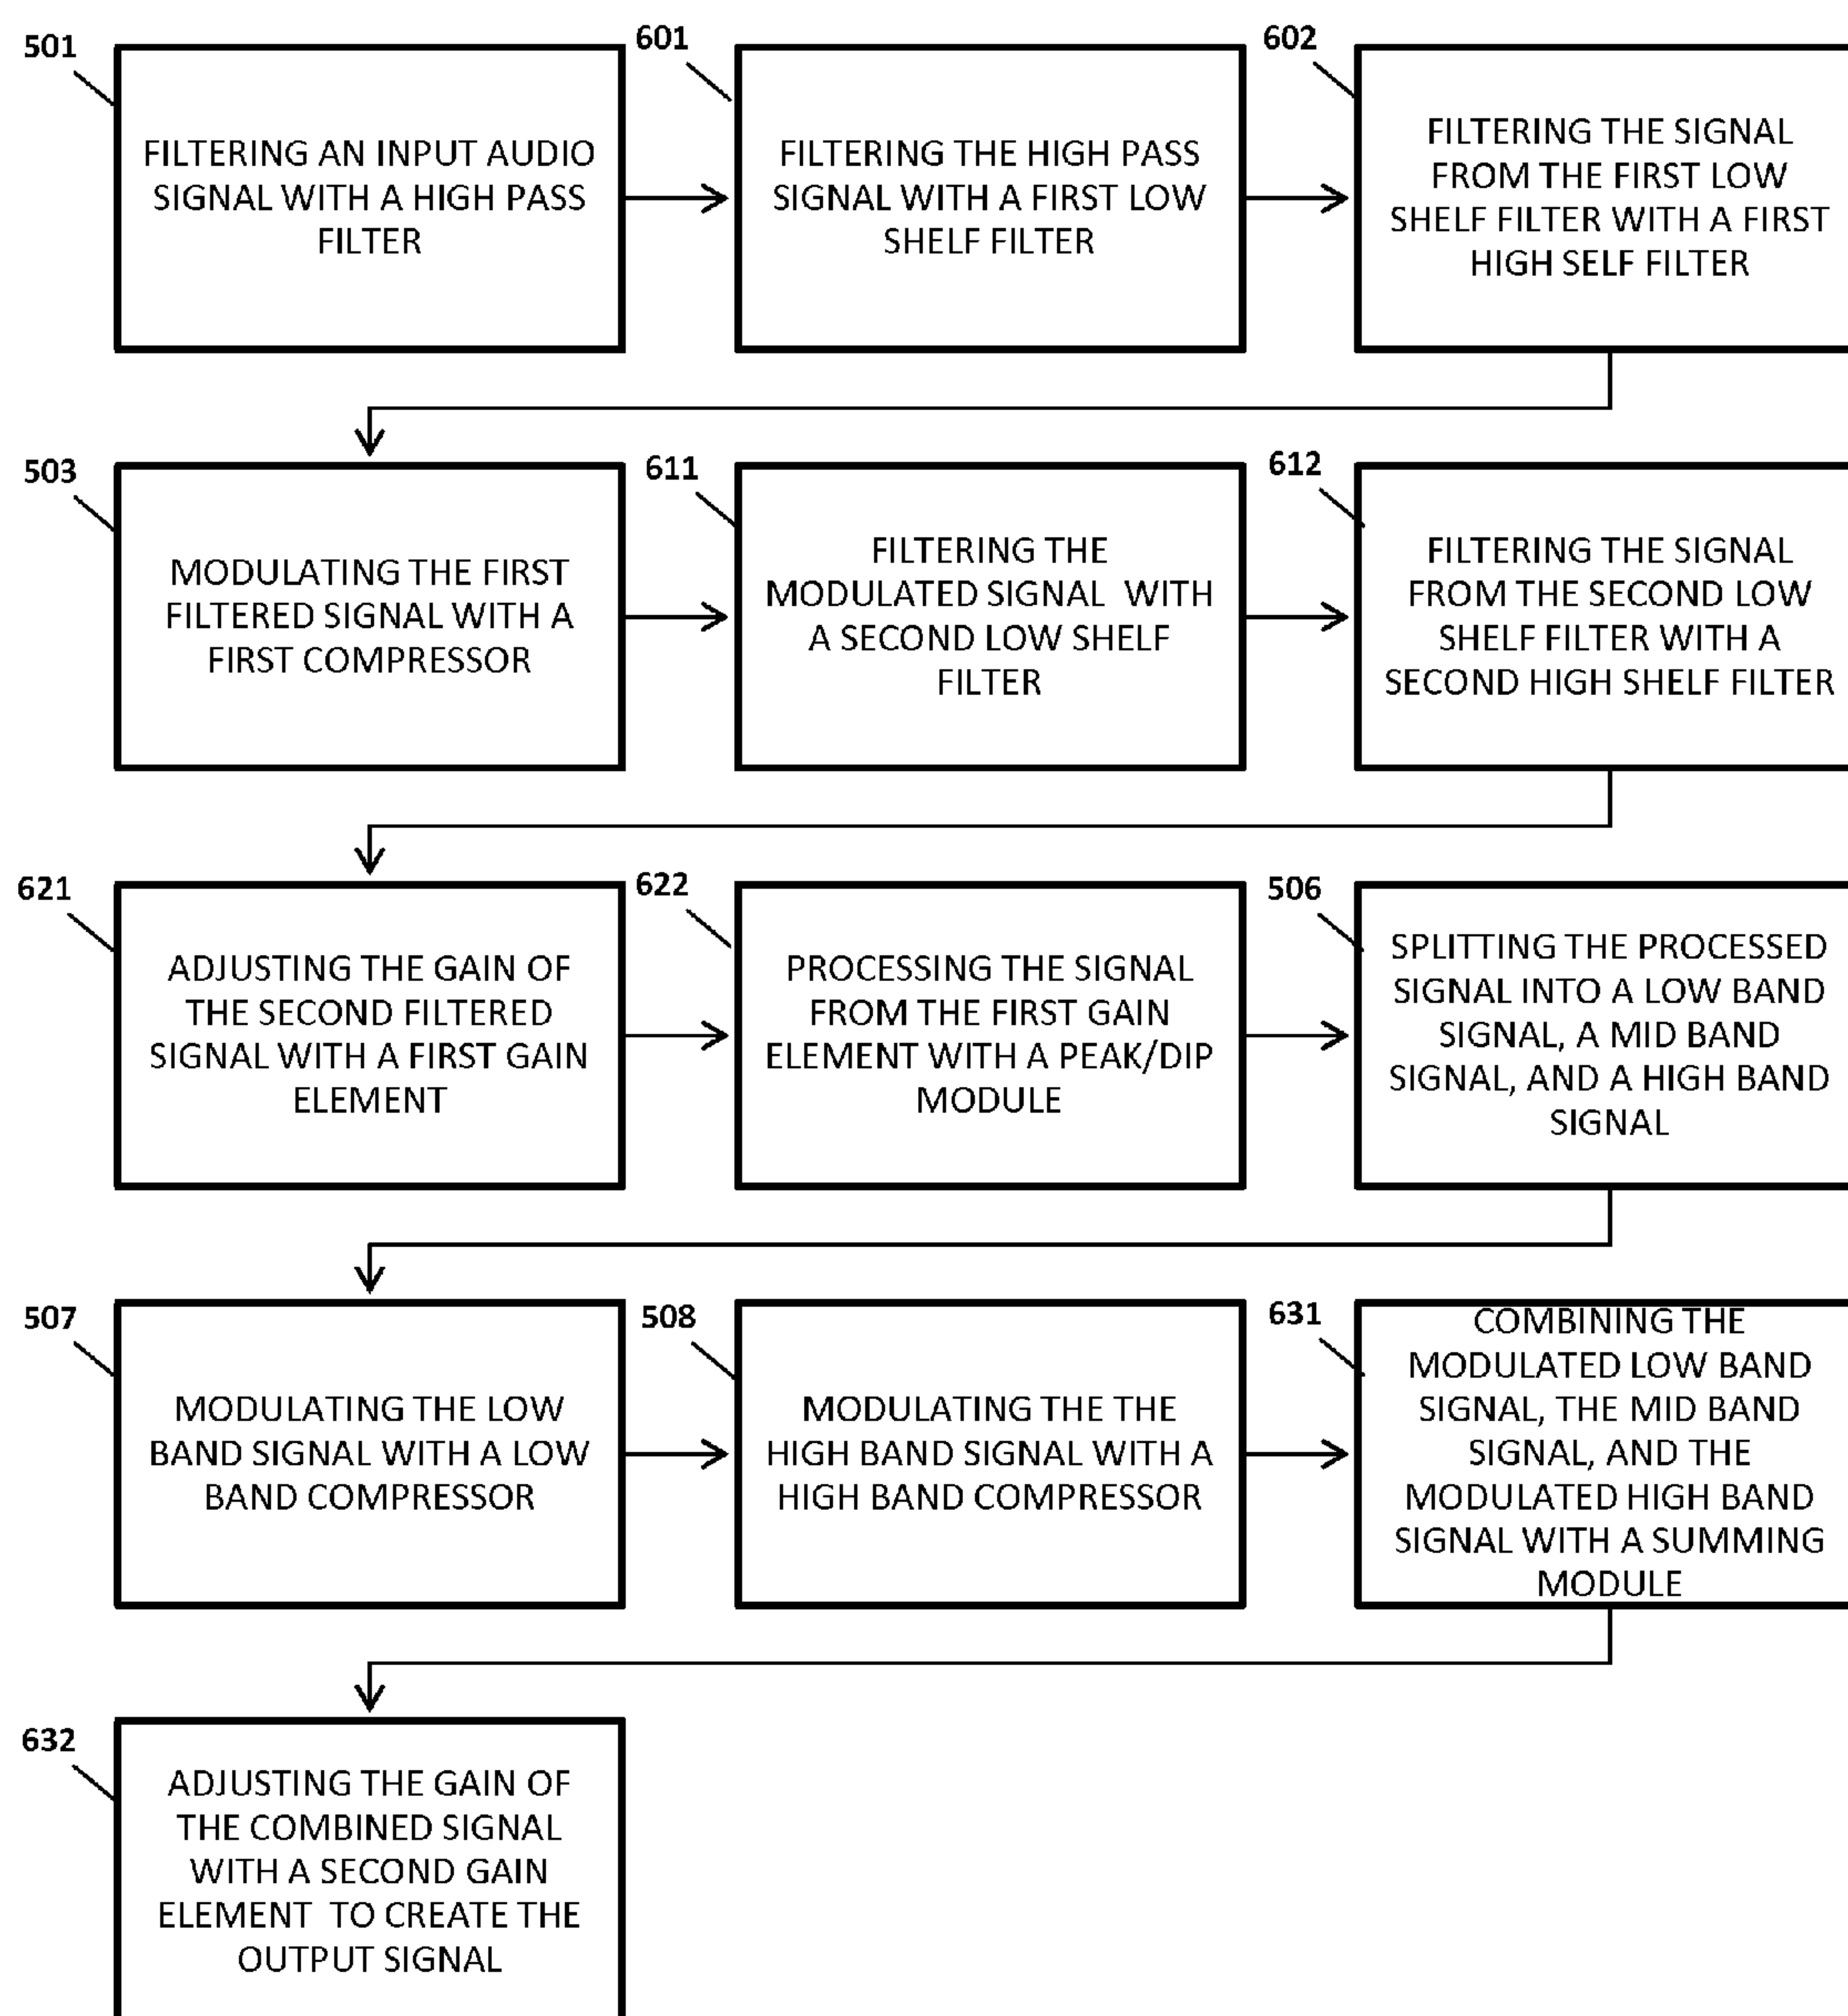 501
FILTERING AN INPUT AUDIO
SIGNAL WITH A HIGH PASS
FILTER
601
FILTERING THE HIGH PASS
SIGNAL WITH A FIRST LOW
SHELF FILTER
602
FILTERING THE SIGNAL
FROM THE FIRST LOW
SHELF FILTER WITH A FIRST
HIGH SELF FILTER
503
MODULATING THE FIRST
FILTERED SIGNAL WITH A
FIRST COMPRESSOR
611
FILTERING THE
MODULATED SIGNAL WITH
A SECOND LOW SHELF
FILTER
612
FILTERING THE SIGNAL
FROM THE SECOND LOW
SHELF FILTER WITH A
SECOND HIGH SHELF FILTER
621
ADJUSTING THE GAIN OF
THE SECOND FILTERED
SIGNAL WITH A FIRST GAIN
ELEMENT
622
PROCESSING THE SIGNAL
FROM THE FIRST GAIN
ELEMENT WITH A PEAK/DIP
MODULE
506
SPLITTING THE PROCESSED
SIGNAL INTO A LOW BAND
SIGNAL, A MID BAND
SIGNAL, AND A HIGH BAND
SIGNAL
507
MODULATING THE LOW
BAND SIGNAL WITH A LOW
BAND COMPRESSOR
508
MODULATING THE THE
HIGH BAND SIGNAL WITH A
HIGH BAND COMPRESSOR
631
COMBINING THE
MODULATED LOW BAND
SIGNAL, THE MID BAND
SIGNAL, AND THE
MODULATED HIGH BAND
SIGNAL WITH A SUMMING
MODULE
632
ADJUSTING THE GAIN OF
THE COMBINED SIGNAL
WITH A SECOND GAIN
ELEMENT TO CREATE THE
OUTPUT SIGNAL